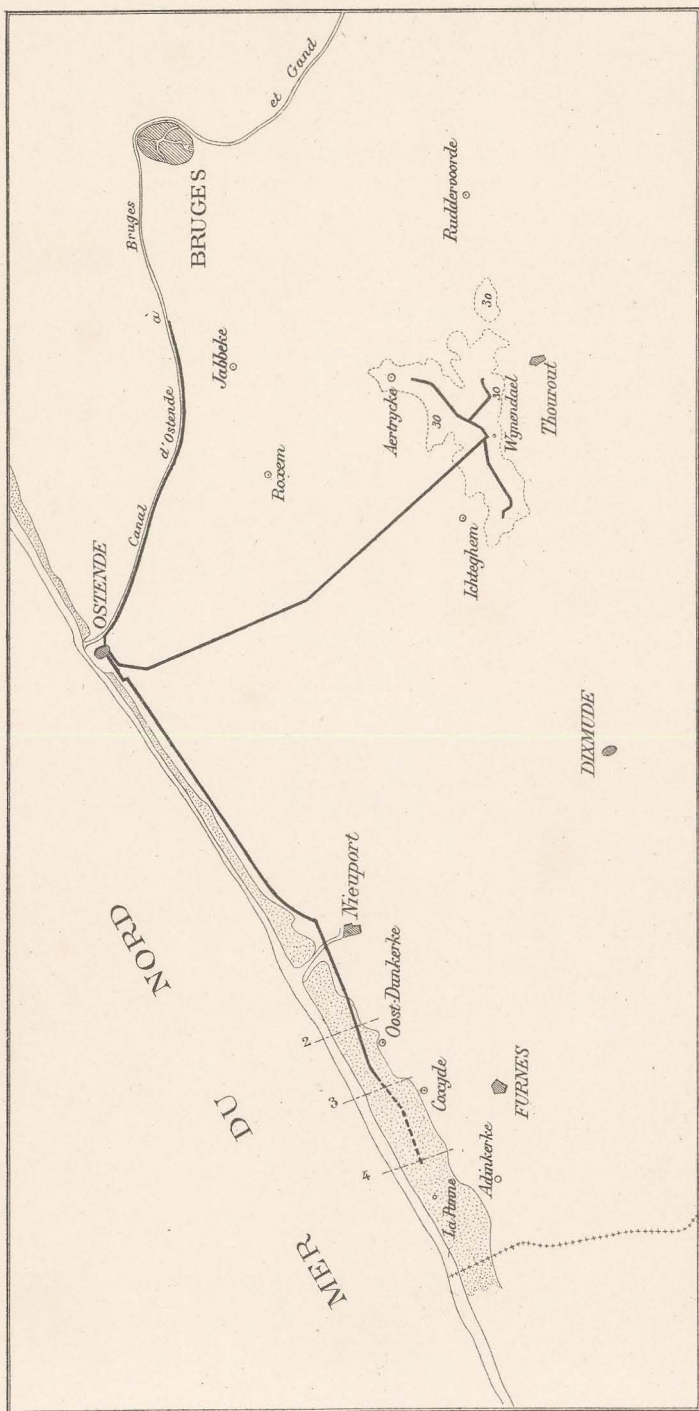 MER DU NORD
Canal d'Ostende à Bruges et Gand
BRUGES
OSTENDE
Jabbeke
Roxem
Ruddervoorde
Aertrycke
30
30
30
Wynendael
Thourout
Ichteghem
DIXMUDE
Nieuport
Oost-Dunkerke
2
3
4
Coxyde
FURNES
Adinkerke
La Panne